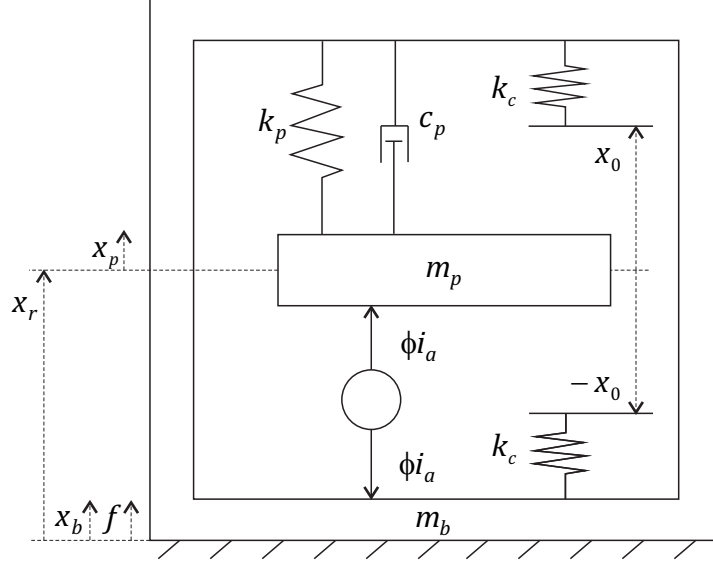 k_c
k_p
c_p
x_0
x_p
m_p
x_r
ϕi_a
− x_0
k_c
ϕi_a
x_b f
m_b